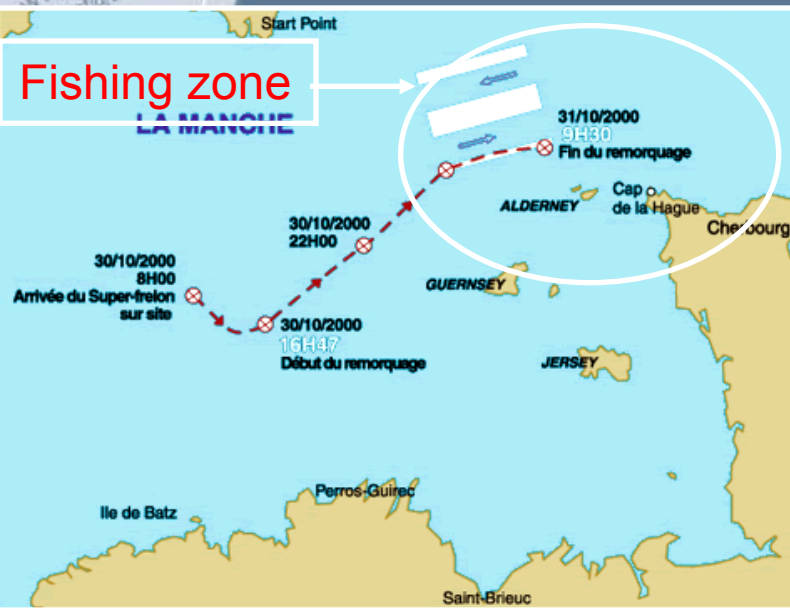 Start Point
Fishing zone
LA MANCHE
31/10/2000
9H30
Fin du remorquage
Cap
de la Hague
ALDERNEY
Cherbourg
30/10/2000
22H00
30/10/2000
8H00
Arrivée du Super-frelon
sur site
GUERNSEY
30/10/2000
16H47
Début du remorquage
JERSEY
Perros-Guirec
Ile de Batz
Saint-Brieuc